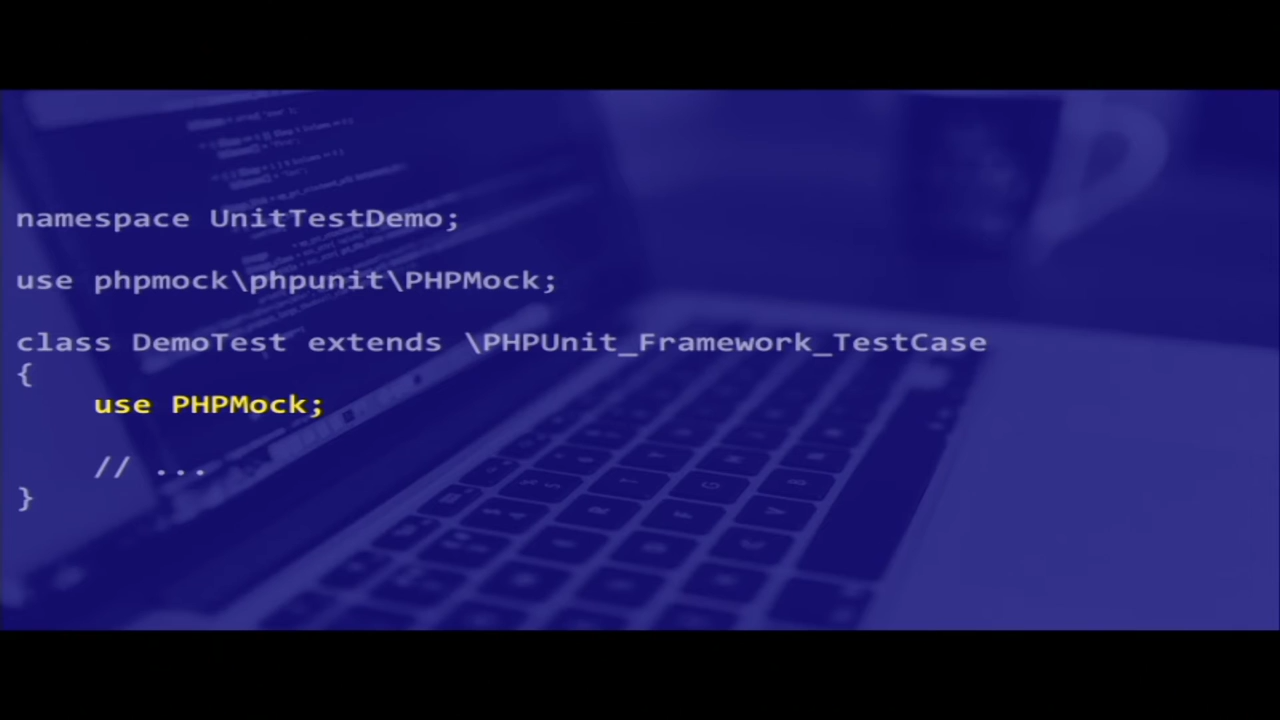 namespace UnitTestDemo;
use phpmock\phpunit\PHPMock;
class DemoTest extends \PHPUnit_Framework_TestCase
{
use PHPMock;
// ...
}